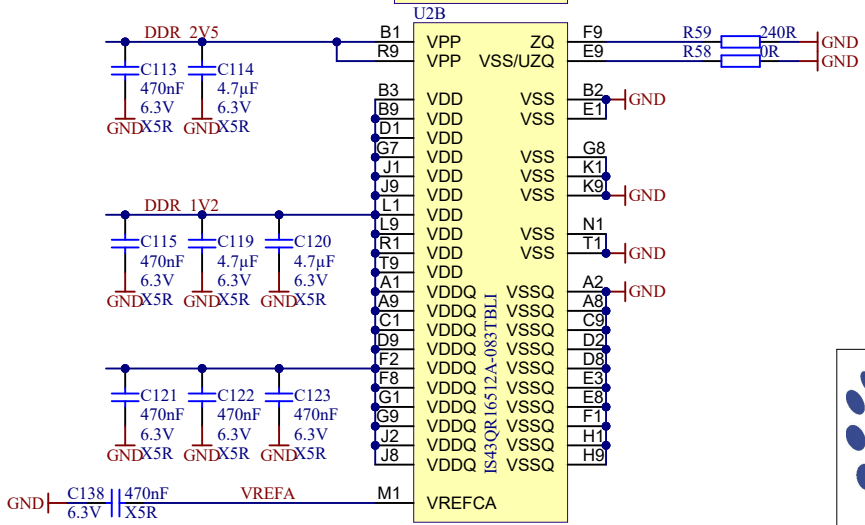 U2B
DDR_2V5
C113
470nF
6.3V
X5R
GND
C114
4.7µF
6.3V
X5R
GND
B1 VPP
R9 VPP
B3 VDD
B9 VDD
D1 VDD
G7 VDD
J1 VDD
J9 VDD
L1 VDD
L9 VDD
R1 VDD
T9 VDD
A1 VDDQ
A9 VDDQ
C1 VDDQ
D9 VDDQ
F2 VDDQ
F8 VDDQ
G1 VDDQ
G9 VDDQ
J2 VDDQ
J8 VDDQ
M1 VREFCA
ZQ F9 R59 240R GND
VSS/UZQ E9 R58 0R GND
VSS B2 GND
VSS E1
VSS G8
VSS K1
VSS K9 GND
VSS N1
VSS T1 GND
VSSQ A2 GND
VSSQ A8
VSSQ C9
VSSQ D2
VSSQ D8
VSSQ E3
VSSQ E8
VSSQ F1
VSSQ H1
VSSQ H9
IS43QR16512A-083TBLI
DDR_1V2
C115
470nF
6.3V
X5R
GND
C119
4.7µF
6.3V
X5R
GND
C120
4.7µF
6.3V
X5R
GND
C121
470nF
6.3V
X5R
GND
C122
470nF
6.3V
X5R
GND
C123
470nF
6.3V
X5R
GND
GND C138 470nF VREFA
6.3V X5R